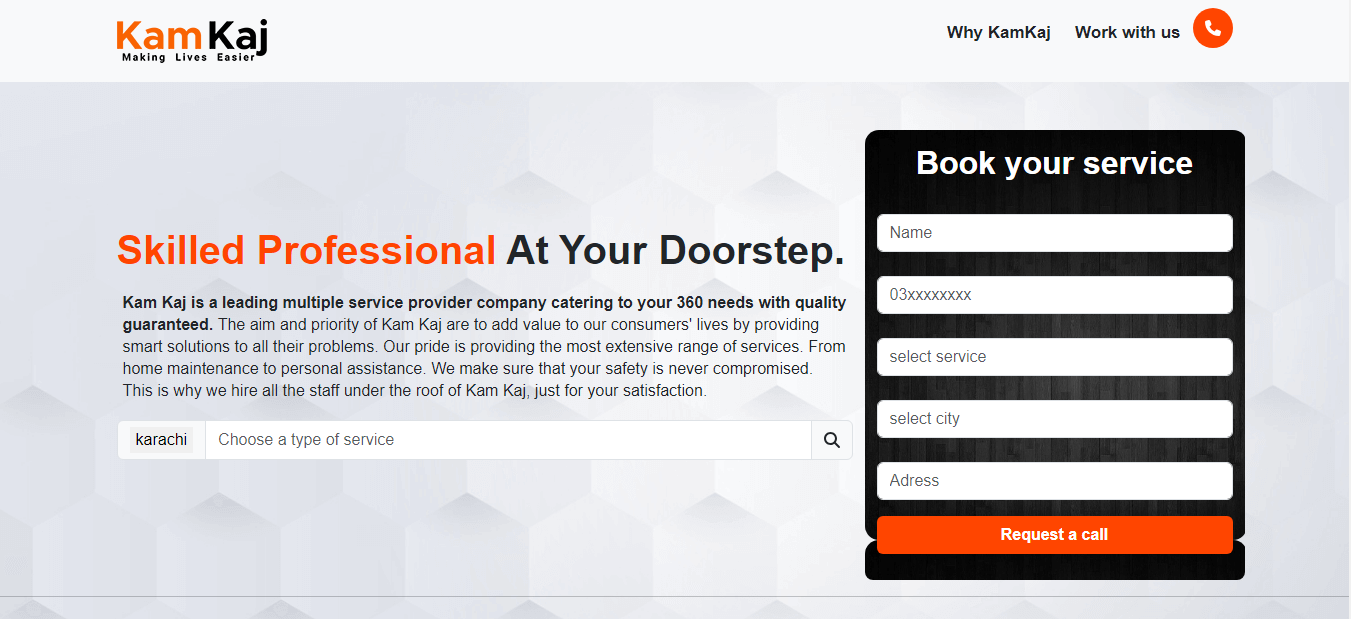 Kam Kaj
Making Lives Easier
Why KamKaj
Work with us
Skilled Professional At Your Doorstep.
Kam Kaj is a leading multiple service provider company catering to your 360 needs with quality
guaranteed. The aim and priority of Kam Kaj are to add value to our consumers' lives by providing
smart solutions to all their problems. Our pride is providing the most extensive range of services. From
home maintenance to personal assistance. We make sure that your safety is never compromised.
This is why we hire all the staff under the roof of Kam Kaj, just for your satisfaction.
karachi
Choose a type of service
Book your service
Name
03xxxxxxxx
select service
select city
Adress
Request a call